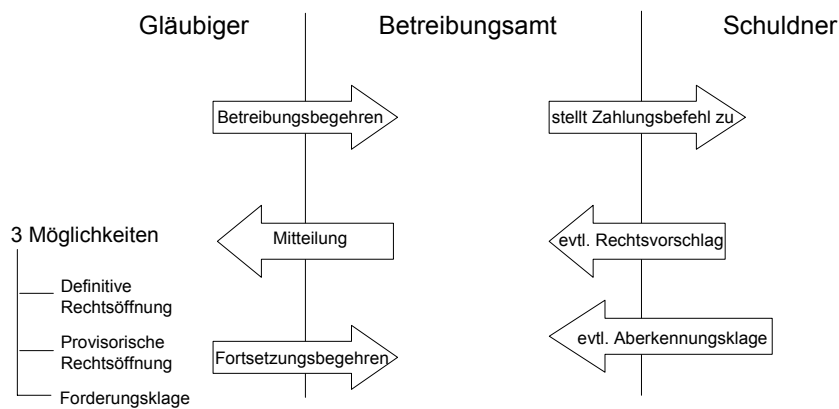 Gläubiger
Betreibungsamt
Schuldner
Betreibungsbegehren
stellt Zahlungsbefehl zu
3 Möglichkeiten
Mitteilung
evtl. Rechtsvorschlag
Definitive
Rechtsöffnung
Provisorische
Rechtsöffnung
Fortsetzungsbegehren
evtl. Aberkennungsklage
Forderungsklage